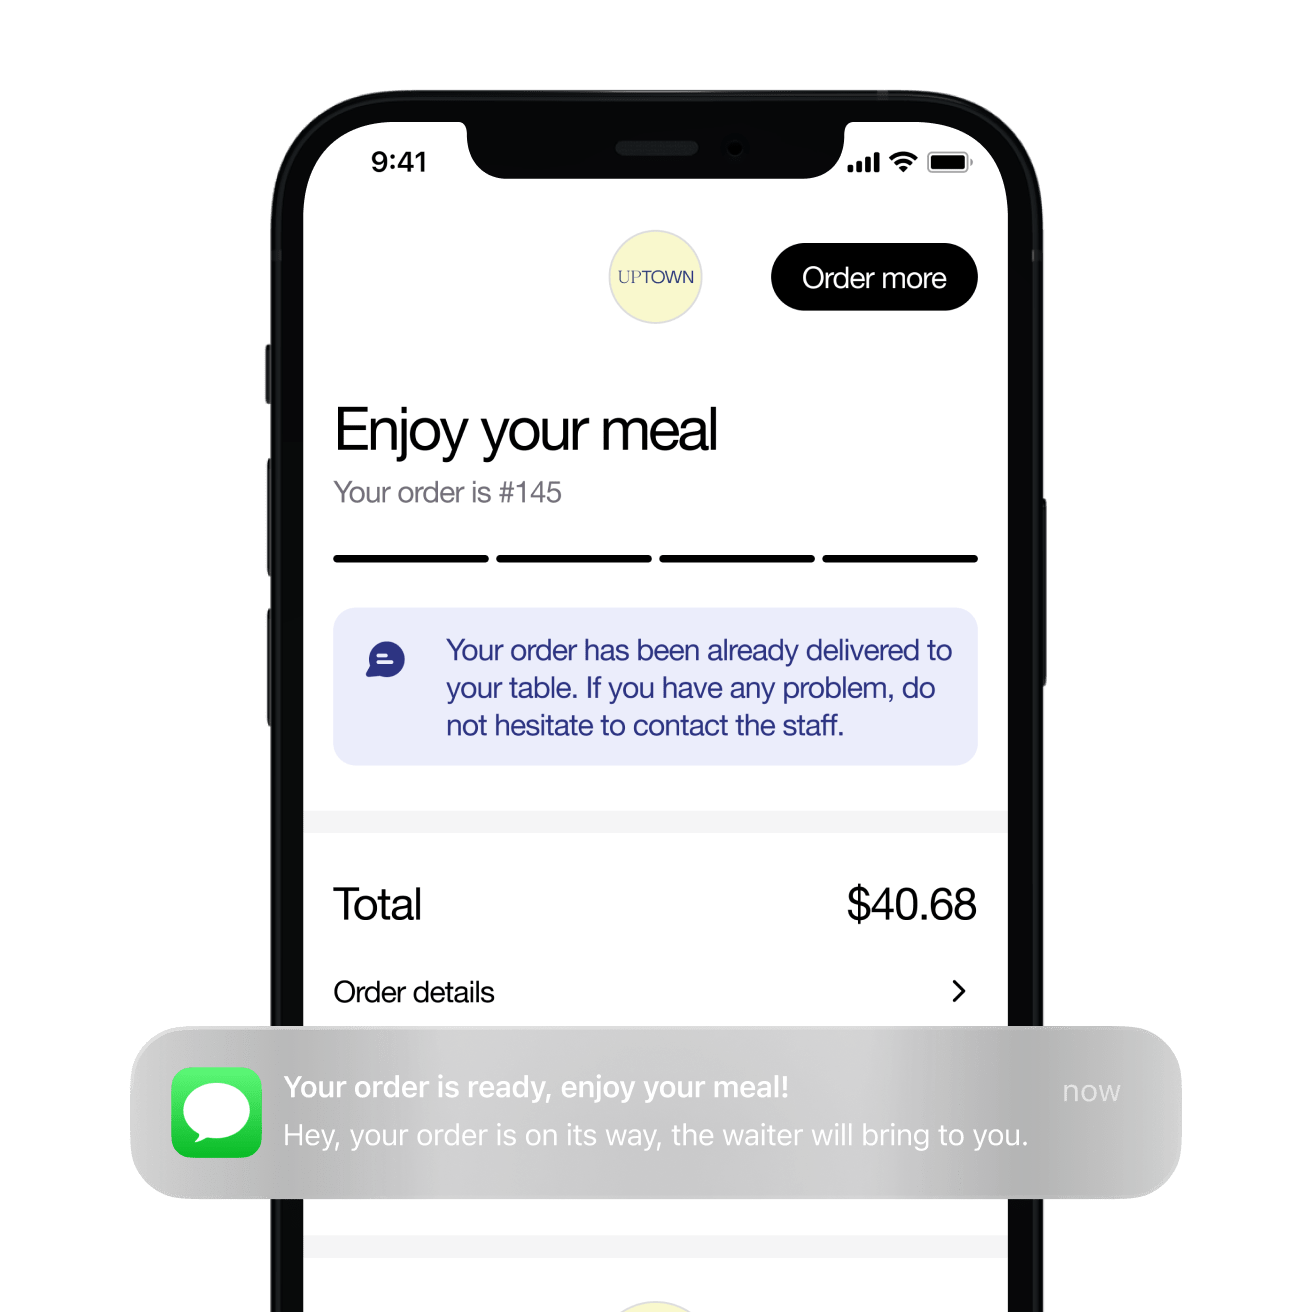 9:41
UPTOWN
Order more
Enjoy your meal
Your order is #145
Your order has been already delivered to
your table. If you have any problem, do
not hesitate to contact the staff.
Total $40.68
Order details
Your order is ready, enjoy your meal! now
Hey, your order is on its way, the waiter will bring to you.